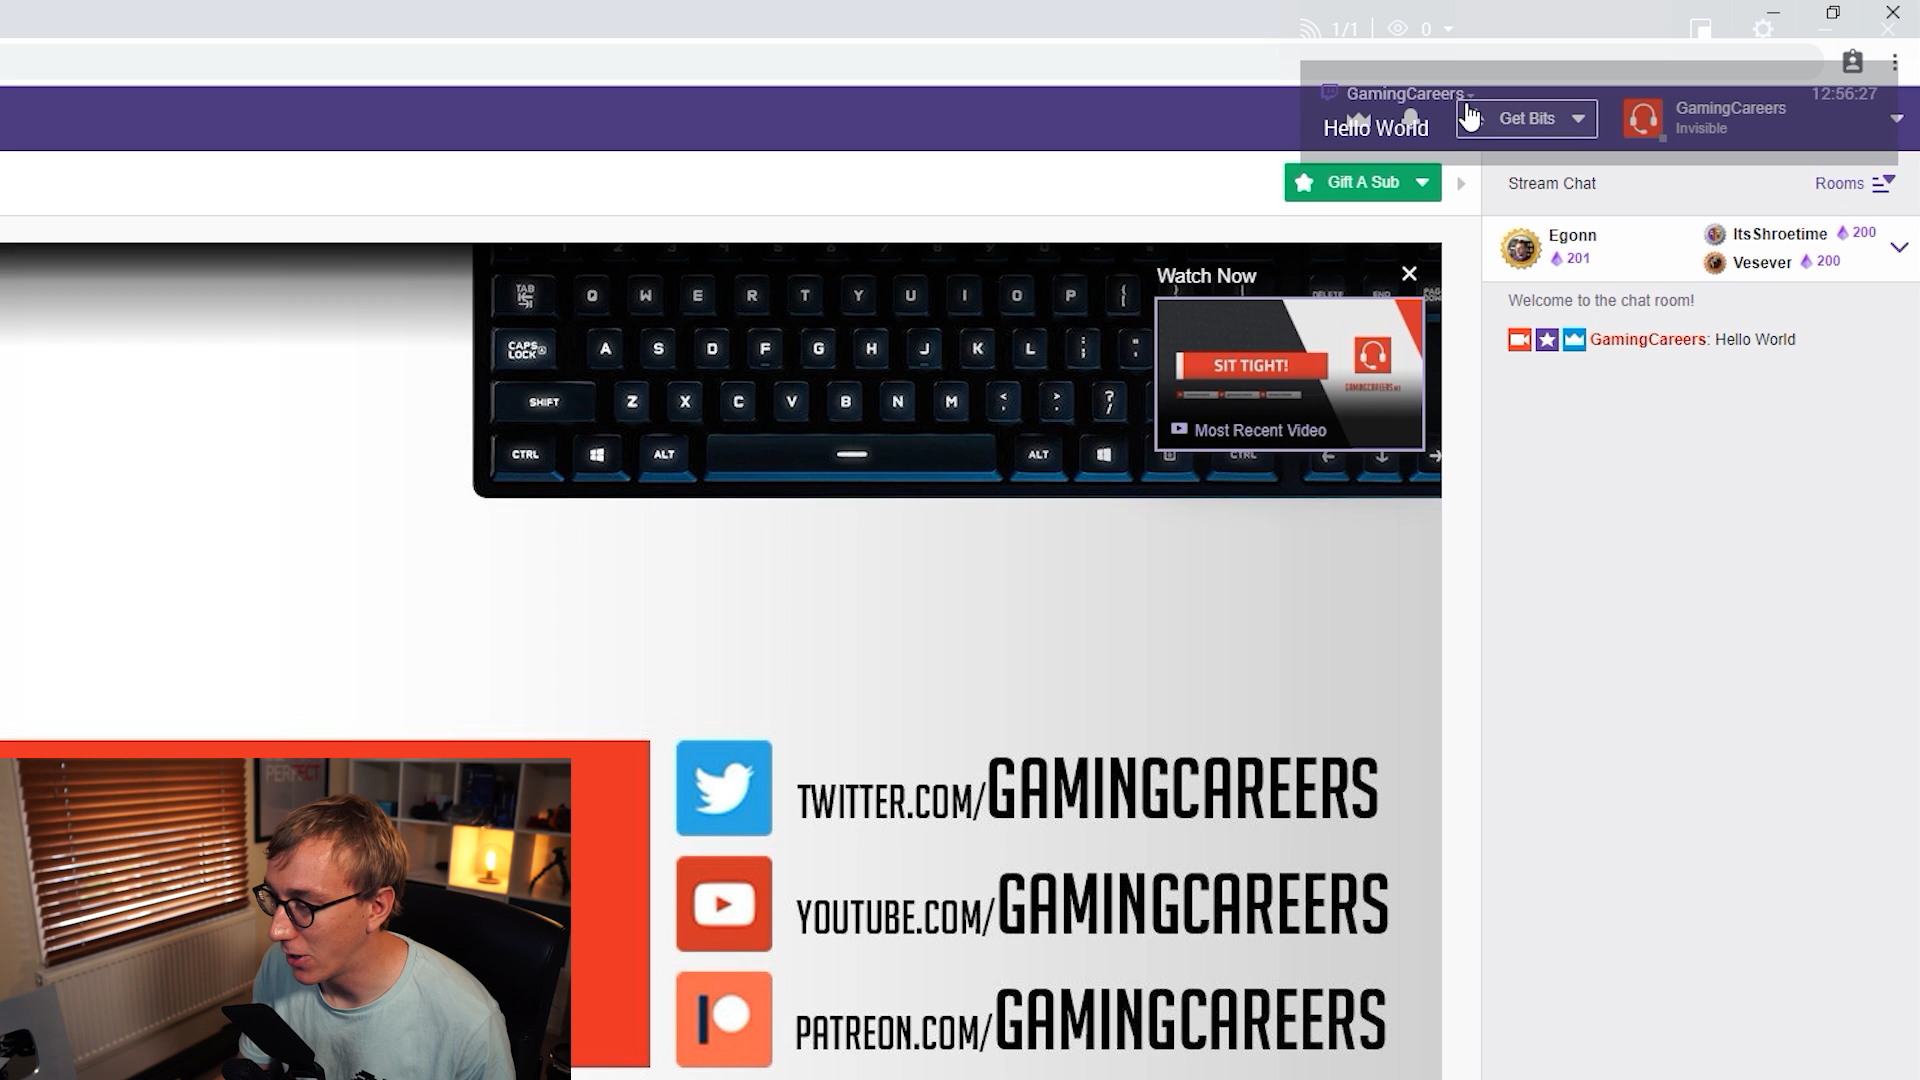 1/1 0
GamingCareers 12:56:27
Hello World
Get Bits
GamingCareers
Invisible
Gift A Sub
Stream Chat
Rooms
Egonn
201
ItsShroetime 200
Vesever 200
Welcome to the chat room!
GamingCareers: Hello World
Watch Now
SIT TIGHT!
Most Recent Video
TAB Q W E R T Y U I O P {
CAPS LOCK A S D F G H J K L ; "
SHIFT Z X C V B N M < > ? /
CTRL ALT ALT CTRL
PERFECT
TWITTER.COM/GAMINGCAREERS
YOUTUBE.COM/GAMINGCAREERS
PATREON.COM/GAMINGCAREERS